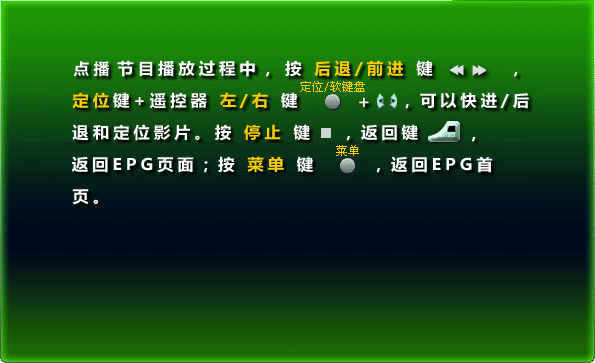 点播 节目播放过程中，按 后退/前进 键 ，
定位/软键盘
定位键+遥控器 左/右 键 + ，可以快进/后
退和定位影片。按 停止 键 ，返回键 ，
菜单
返回EPG页面；按 菜单 键 ，返回EPG首
页。